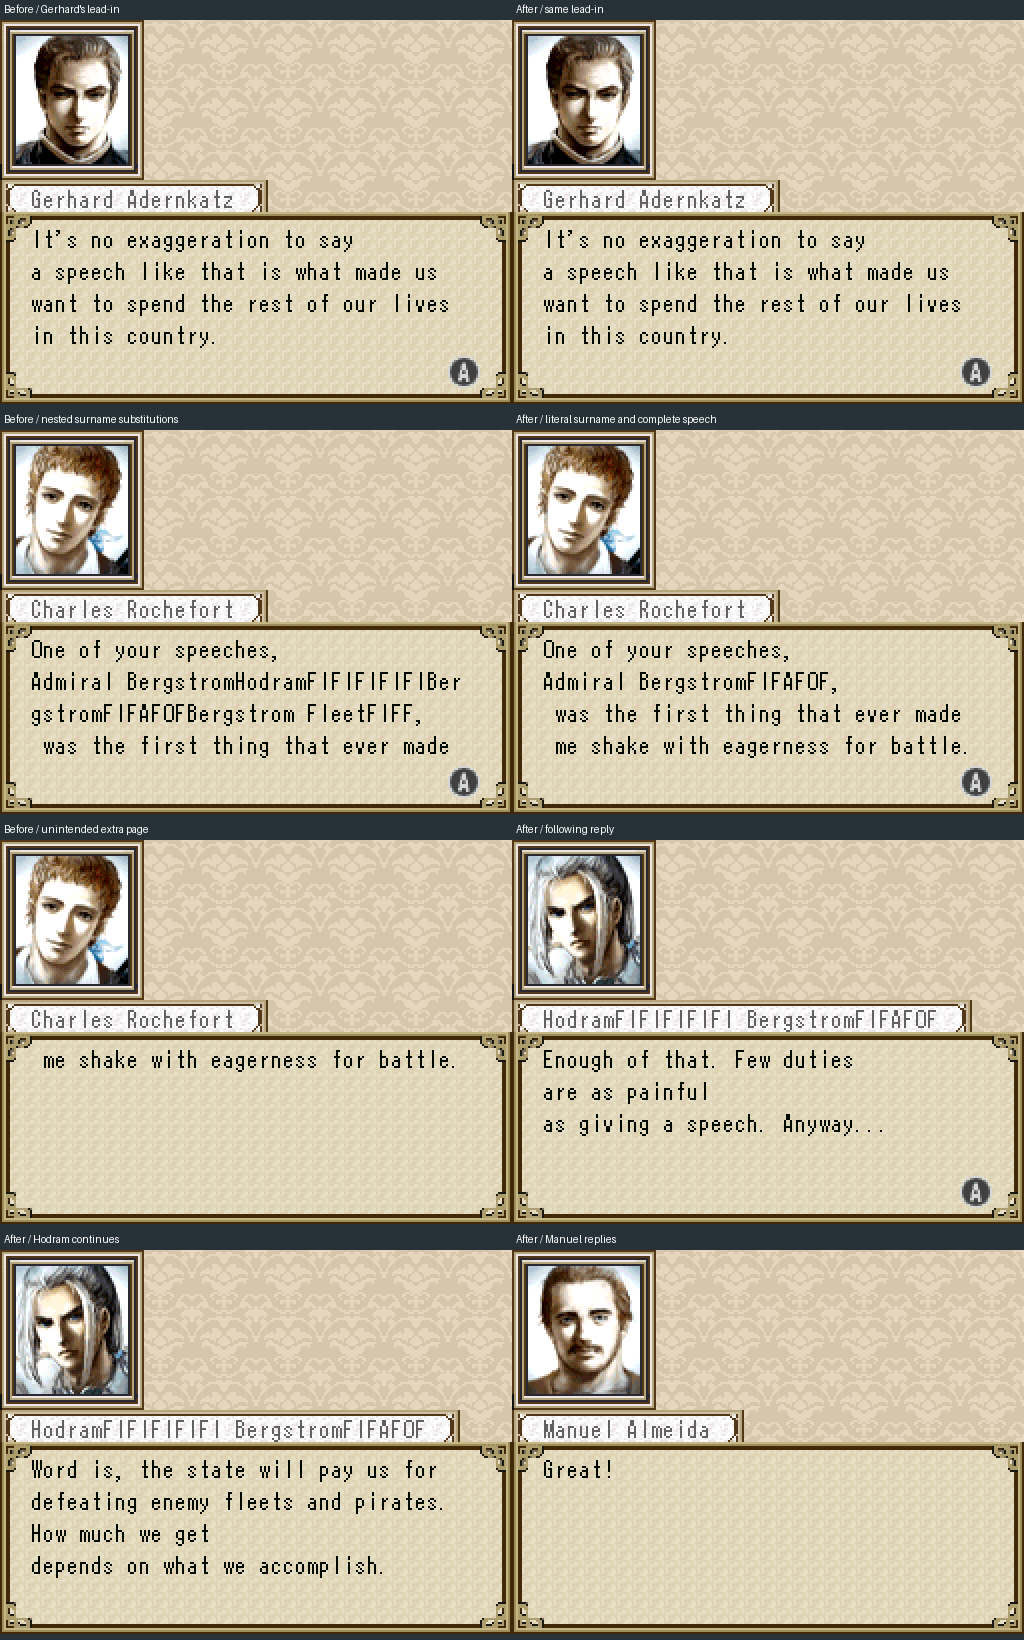 Before / Gerhard's lead-in
Gerhard Adernkatz
It's no exaggeration to say
a speech like that is what made us
want to spend the rest of our lives
in this country.
A
After / same lead-in
Gerhard Adernkatz
It's no exaggeration to say
a speech like that is what made us
want to spend the rest of our lives
in this country.
A
Before / nested surname substitutions
Charles Rochefort
One of your speeches,
Admiral BergstromHodramFIFIFIFIFIBer
gstromFIFAFOFBergstrom FleetFIFF,
was the first thing that ever made
A
After / literal surname and complete speech
Charles Rochefort
One of your speeches,
Admiral BergstromFIFAFOF,
was the first thing that ever made
me shake with eagerness for battle.
A
Before / unintended extra page
Charles Rochefort
me shake with eagerness for battle.
After / following reply
HodramFIFIFIFIFI BergstromFIFAFOF
Enough of that. Few duties
are as painful
as giving a speech. Anyway...
A
After / Hodram continues
HodramFIFIFIFIFI BergstromFIFAFOF
Word is, the state will pay us for
defeating enemy fleets and pirates.
How much we get
depends on what we accomplish.
After / Manuel replies
Manuel Almeida
Great!